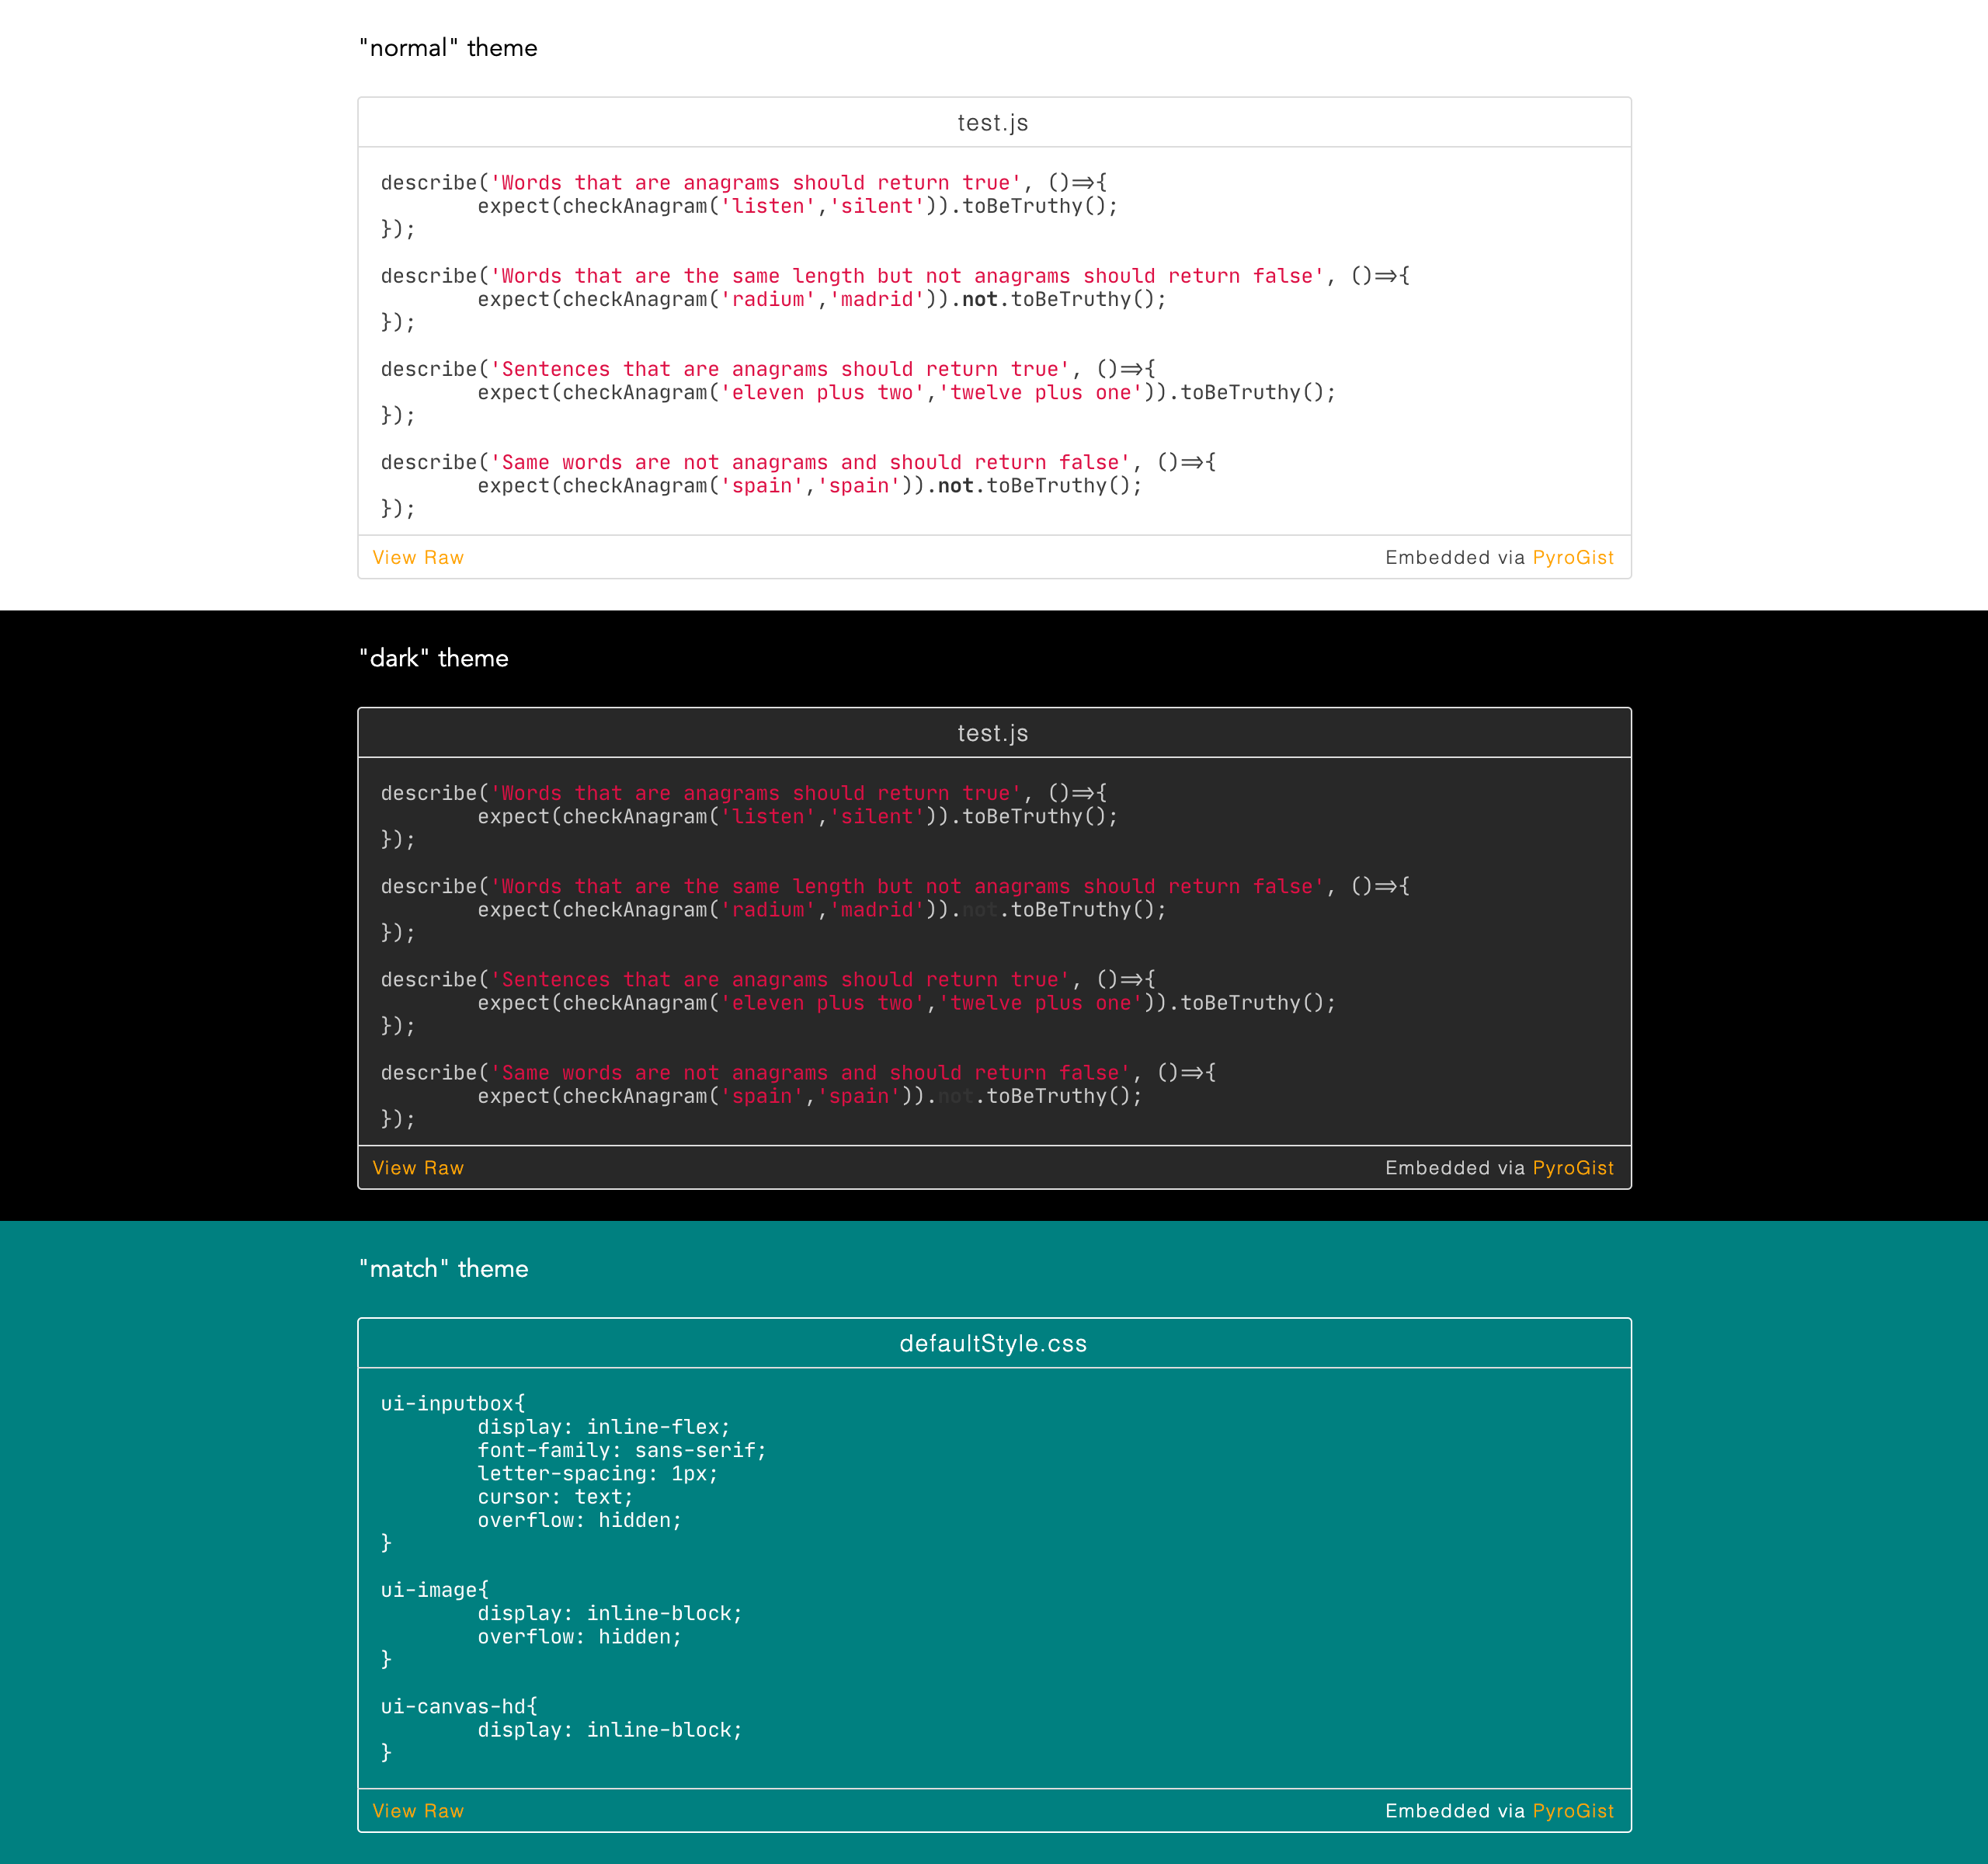 "normal" theme
test.js
describe('Words that are anagrams should return true', ()=>{
        expect(checkAnagram('listen','silent')).toBeTruthy();
});
describe('Words that are the same length but not anagrams should return false', ()=>{
        expect(checkAnagram('radium','madrid')).not.toBeTruthy();
});
describe('Sentences that are anagrams should return true', ()=>{
        expect(checkAnagram('eleven plus two','twelve plus one')).toBeTruthy();
});
describe('Same words are not anagrams and should return false', ()=>{
        expect(checkAnagram('spain','spain')).not.toBeTruthy();
});
View Raw
Embedded via PyroGist
"dark" theme
test.js
describe('Words that are anagrams should return true', ()=>{
        expect(checkAnagram('listen','silent')).toBeTruthy();
});
describe('Words that are the same length but not anagrams should return false', ()=>{
        expect(checkAnagram('radium','madrid')).not.toBeTruthy();
});
describe('Sentences that are anagrams should return true', ()=>{
        expect(checkAnagram('eleven plus two','twelve plus one')).toBeTruthy();
});
describe('Same words are not anagrams and should return false', ()=>{
        expect(checkAnagram('spain','spain')).not.toBeTruthy();
});
View Raw
Embedded via PyroGist
"match" theme
defaultStyle.css
ui-inputbox{
        display: inline-flex;
        font-family: sans-serif;
        letter-spacing: 1px;
        cursor: text;
        overflow: hidden;
}
ui-image{
        display: inline-block;
        overflow: hidden;
}
ui-canvas-hd{
        display: inline-block;
}
View Raw
Embedded via PyroGist